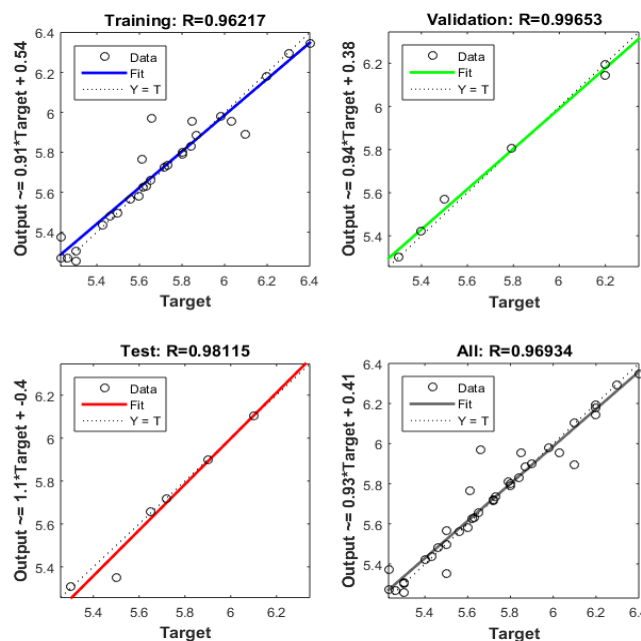 Training: R=0.96217
Output ~= 0.91*Target + 0.54
6.4
6.2
6
5.8
5.6
5.4
Data
Fit
Y = T
5.4 5.6 5.8 6 6.2 6.4
Target
Validation: R=0.99653
Output ~= 0.94*Target + 0.38
6.4
6.2
6
5.8
5.6
5.4
Data
Fit
Y = T
5.4 5.6 5.8 6 6.2
Target
Test: R=0.98115
Output ~= 1.1*Target + -0.4
6.2
6
5.8
5.6
5.4
Data
Fit
Y = T
5.4 5.6 5.8 6 6.2
Target
All: R=0.96934
Output ~= 0.93*Target + 0.41
6.4
6.2
6
5.8
5.6
5.4
Data
Fit
Y = T
5.4 5.6 5.8 6 6.2 6.4
Target